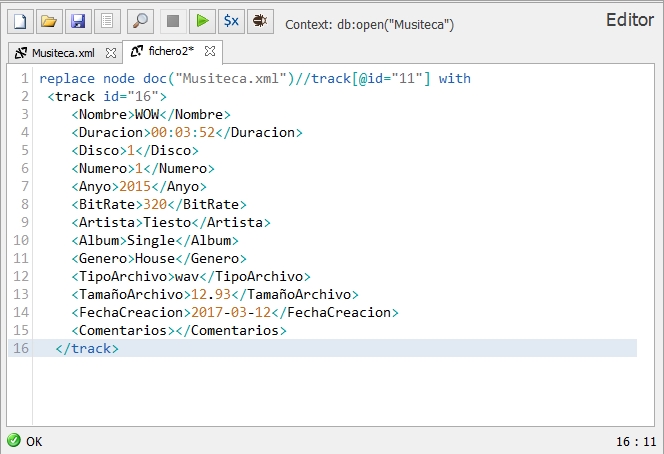 Context: db:open("Musiteca")
Editor
Musiteca.xml
fichero2*
1 replace node doc("Musiteca.xml")//track[@id="11"] with
2 <track id="16">
3 <Nombre>WOW</Nombre>
4 <Duracion>00:03:52</Duracion>
5 <Disco>1</Disco>
6 <Numero>1</Numero>
7 <Anyo>2015</Anyo>
8 <BitRate>320</BitRate>
9 <Artista>Tiesto</Artista>
10 <Album>Single</Album>
11 <Genero>House</Genero>
12 <TipoArchivo>wav</TipoArchivo>
13 <TamañoArchivo>12.93</TamañoArchivo>
14 <FechaCreacion>2017-03-12</FechaCreacion>
15 <Comentarios></Comentarios>
16 </track>
OK
16 : 11
$x